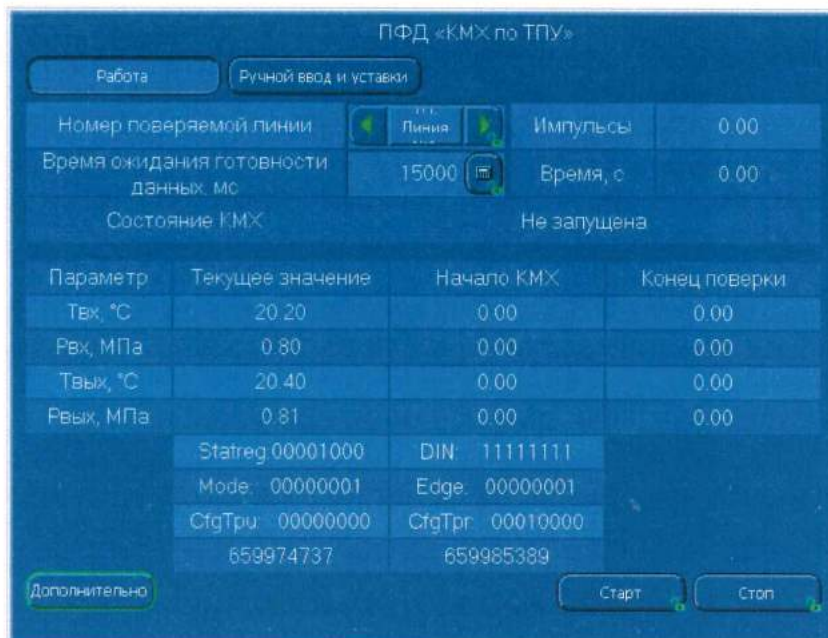 ПФД «КМХ по ТПУ»
Работа Ручной ввод и уставки
Номер поверяемой линии Линия Импульсы 0.00
Время ожидания готовности данных, мс 15000 Время, с 0.00
Состояние КМХ Не запущена
Параметр Текущее значение Начало КМХ Конец поверки
Твх, °С 20.20 0.00 0.00
Рвх, МПа 0.80 0.00 0.00
Твых, °С 20.40 0.00 0.00
Рвых, МПа 0.81 0.00 0.00
Statreg:00001000 DIN: 11111111
Mode: 00000001 Edge: 00000001
CfgTpu: 00000000 CfgTpr: 00010000
659974737 659985389
Дополнительно Старт Стоп